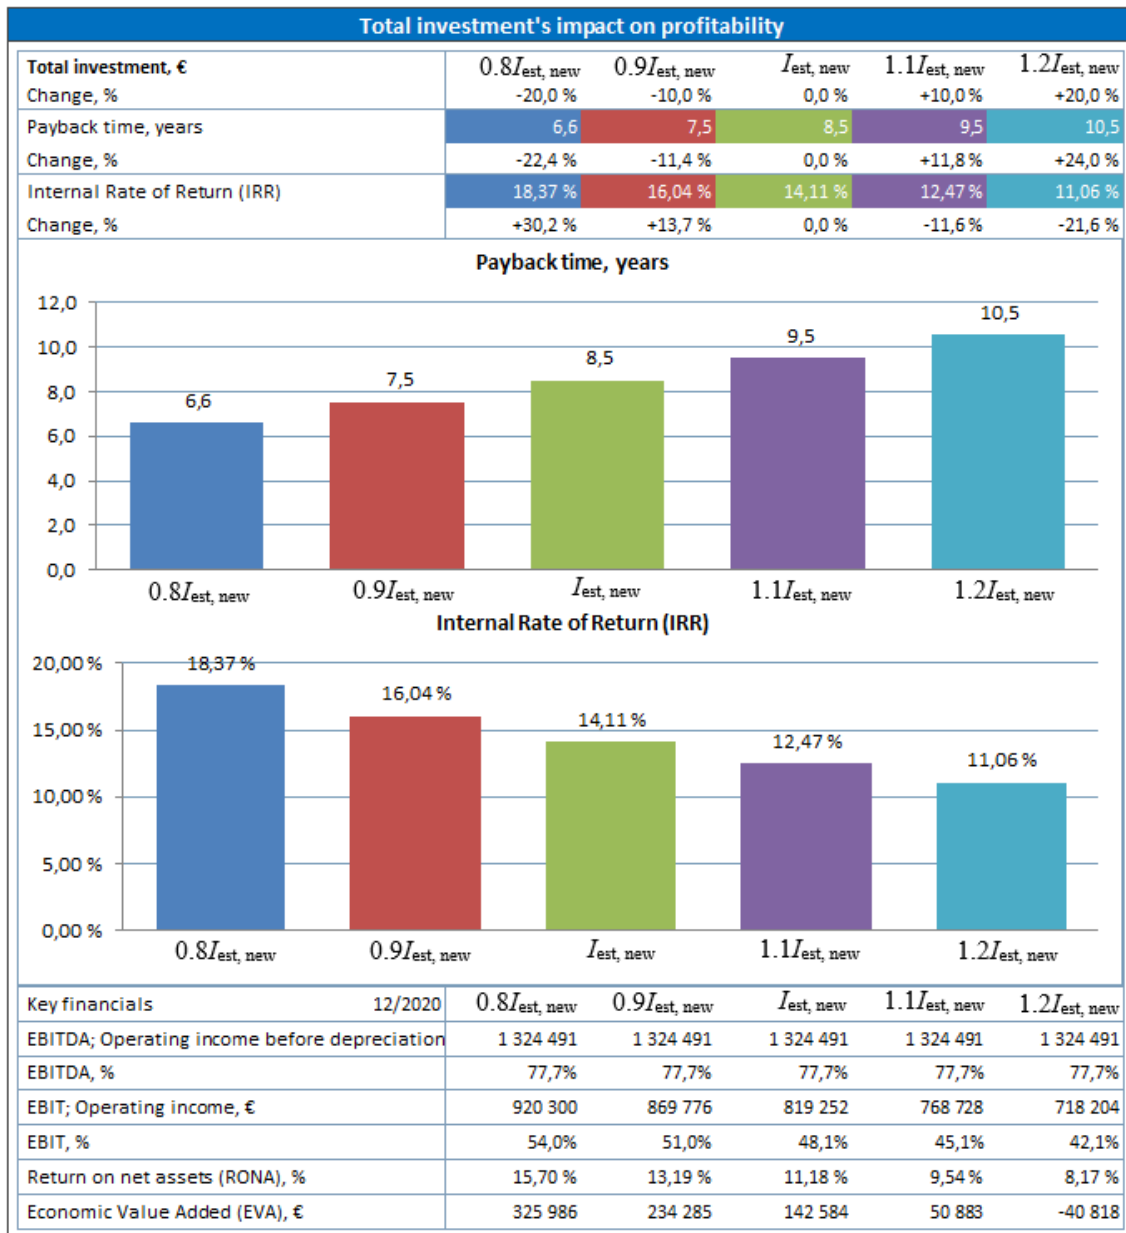 Total investment's impact on profitability
Total investment, € 0.8Iest, new 0.9Iest, new Iest, new 1.1Iest, new 1.2Iest, new
Change, % -20,0 % -10,0 % 0,0 % +10,0 % +20,0 %
Payback time, years 6,6 7,5 8,5 9,5 10,5
Change, % -22,4 % -11,4 % 0,0 % +11,8 % +24,0 %
Internal Rate of Return (IRR) 18,37 % 16,04 % 14,11 % 12,47 % 11,06 %
Change, % +30,2 % +13,7 % 0,0 % -11,6 % -21,6 %
Payback time, years
12,0
10,0
8,0
6,0
4,0
2,0
0,0
6,6
7,5
8,5
9,5
10,5
0.8Iest, new 0.9Iest, new Iest, new 1.1Iest, new 1.2Iest, new
Internal Rate of Return (IRR)
20,00 %
15,00 %
10,00 %
5,00 %
0,00 %
18,37 %
16,04 %
14,11 %
12,47 %
11,06 %
0.8Iest, new 0.9Iest, new Iest, new 1.1Iest, new 1.2Iest, new
Key financials 12/2020 0.8Iest, new 0.9Iest, new Iest, new 1.1Iest, new 1.2Iest, new
EBITDA; Operating income before depreciation 1 324 491 1 324 491 1 324 491 1 324 491 1 324 491
EBITDA, % 77,7% 77,7% 77,7% 77,7% 77,7%
EBIT; Operating income, € 920 300 869 776 819 252 768 728 718 204
EBIT, % 54,0% 51,0% 48,1% 45,1% 42,1%
Return on net assets (RONA), % 15,70 % 13,19 % 11,18 % 9,54 % 8,17 %
Economic Value Added (EVA), € 325 986 234 285 142 584 50 883 -40 818